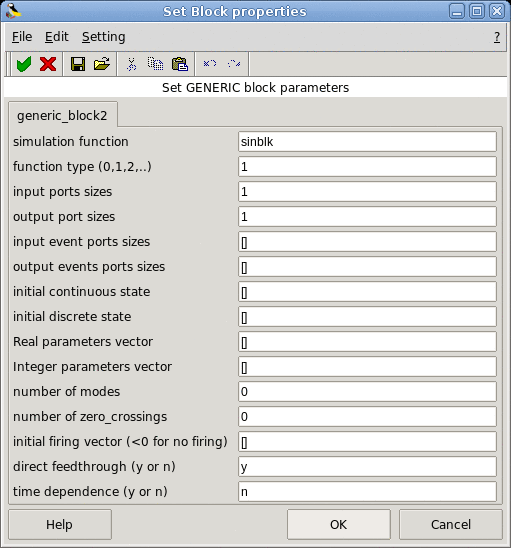 Set Block properties
File Edit Setting ?
Set GENERIC block parameters
generic_block2
simulation function sinblk
function type (0,1,2,..) 1
input ports sizes 1
output port sizes 1
input event ports sizes []
output events ports sizes []
initial continuous state []
initial discrete state []
Real parameters vector []
Integer parameters vector []
number of modes 0
number of zero_crossings 0
initial firing vector (<0 for no firing) []
direct feedthrough (y or n) y
time dependence (y or n) n
Help OK Cancel